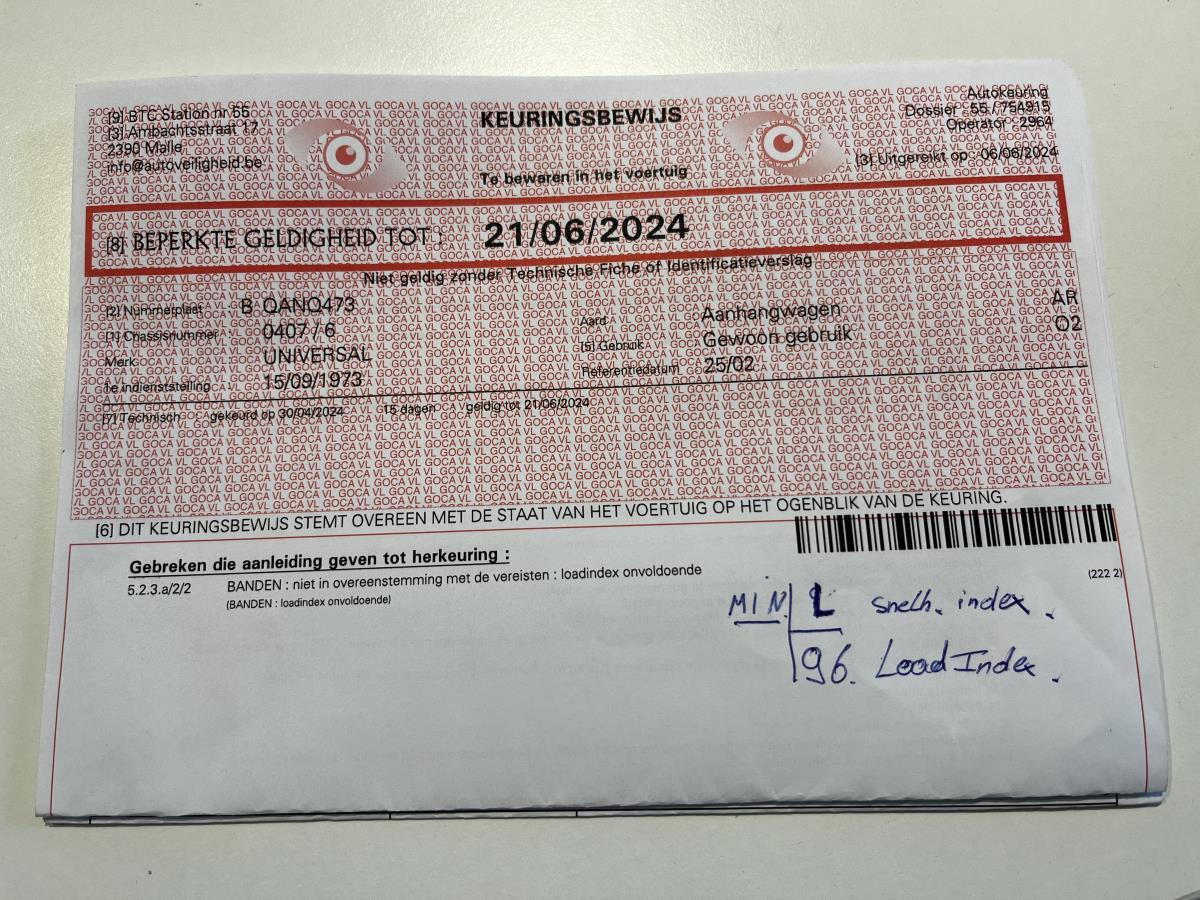 [9] BTC Station nr 55
[3] Ambachtsstraat 17
2390 Malle
info@autoveiligheid.be
KEURINGSBEWIJS
Te bewaren in het voertuig
Autokeuring
Dossier : 55 / 754915
Operator : 2964
[3] Uitgereikt op : 06/06/2024
[8] BEPERKTE GELDIGHEID TOT : 21/06/2024
Niet geldig zonder Technische Fiche of Identificatieverslag
[2] Nummerplaat B QANQ473
[1] Chassisnummer 0407 / 6
Merk UNIVERSAL
1e indienststelling 15/09/1973
Aard Aanhangwagen AR
[5] Gebruik Gewoon gebruik O2
Referentiedatum 25/02
[7] Technisch gekeurd op 30/04/2024 15 dagen geldig tot 21/06/2024
[6] DIT KEURINGSBEWIJS STEMT OVEREEN MET DE STAAT VAN HET VOERTUIG OP HET OGENBLIK VAN DE KEURING.
Gebreken die aanleiding geven tot herkeuring :
5.2.3.a/2/2 BANDEN : niet in overeenstemming met de vereisten : loadindex onvoldoende
(BANDEN : loadindex onvoldoende)
(222 2)
MIN. L snelh. index.
96. Load Index.